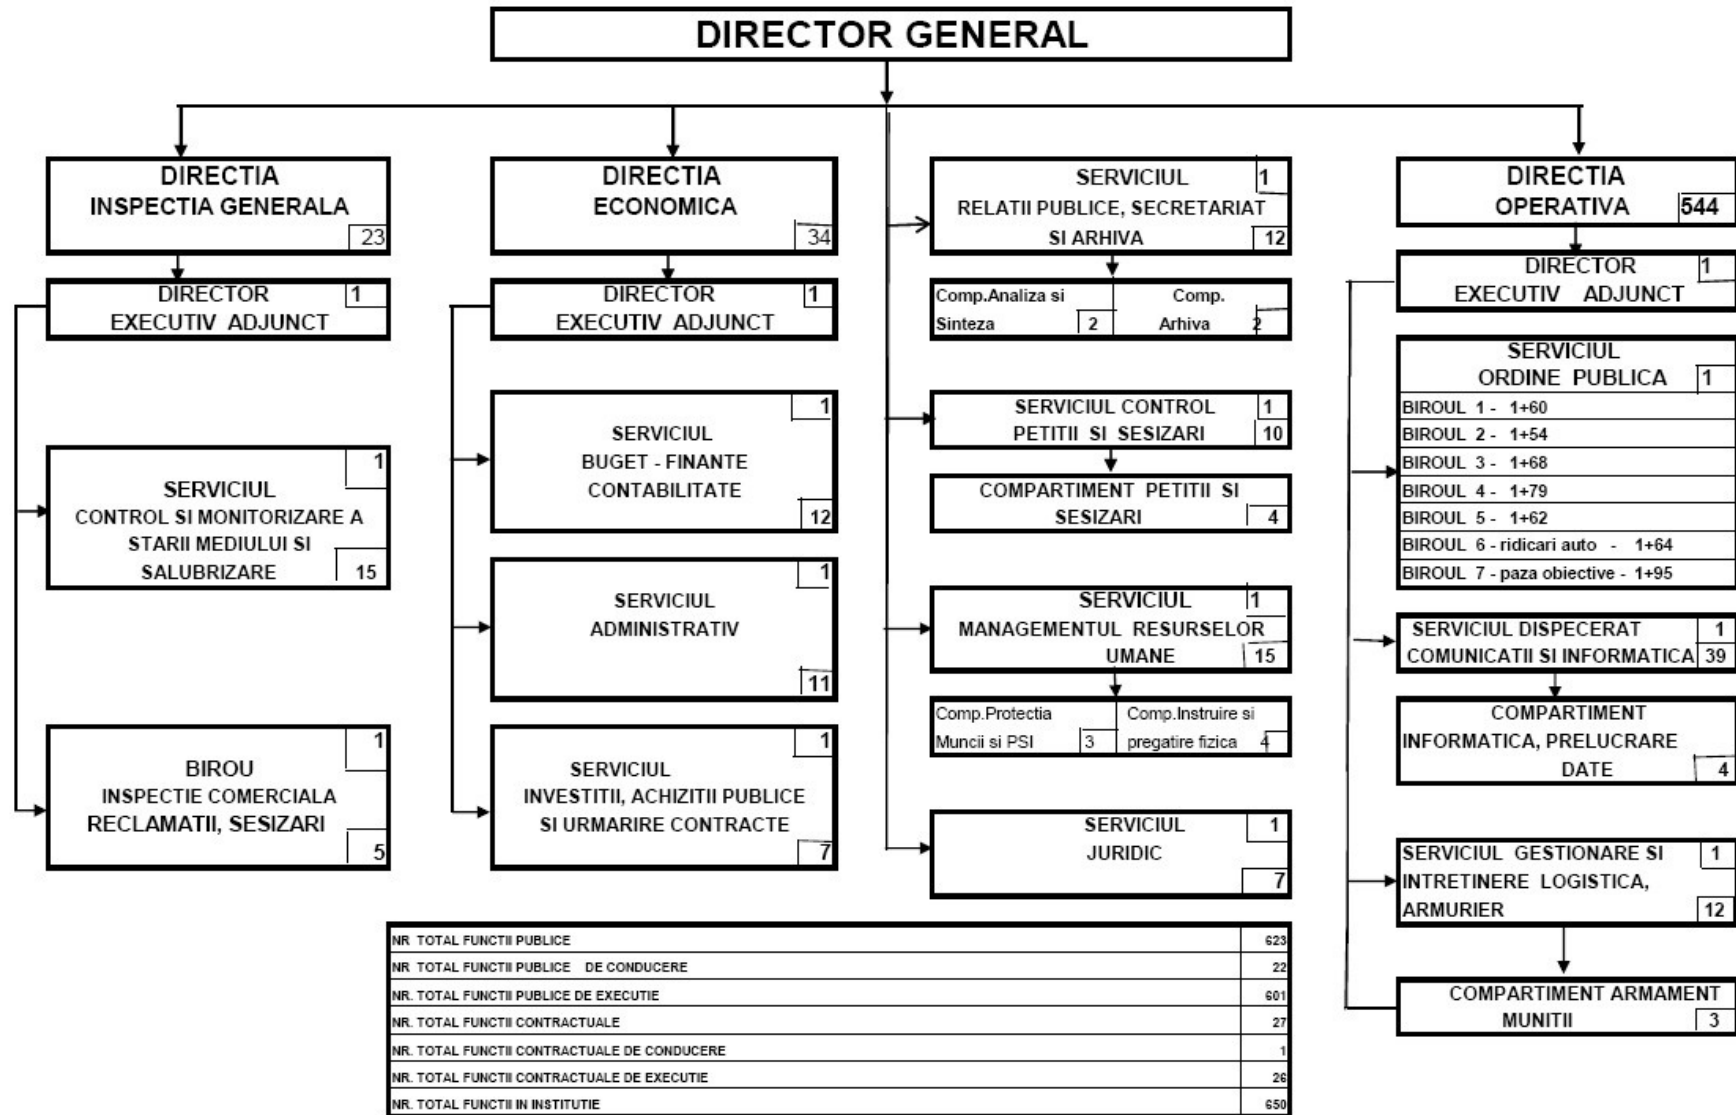 DIRECTOR GENERAL
DIRECTIA
INSPECTIA GENERALA
23
DIRECTOR 1
EXECUTIV ADJUNCT
1
SERVICIUL
CONTROL SI MONITORIZARE A
STARII MEDIULUI SI
SALUBRIZARE 15
1
BIROU
INSPECTIE COMERCIALA
RECLAMATII, SESIZARI
5
DIRECTIA
ECONOMICA
34
DIRECTOR 1
EXECUTIV ADJUNCT
1
SERVICIUL
BUGET - FINANTE
CONTABILITATE
12
1
SERVICIUL
ADMINISTRATIV
11
1
SERVICIUL
INVESTITII, ACHIZITII PUBLICE
SI URMARIRE CONTRACTE
7
SERVICIUL 1
RELATII PUBLICE, SECRETARIAT
SI ARHIVA 12
Comp.Analiza si
Sinteza 2
Comp.
Arhiva 2
SERVICIUL CONTROL 1
PETITII SI SESIZARI 10
COMPARTIMENT PETITII SI
SESIZARI 4
SERVICIUL 1
MANAGEMENTUL RESURSELOR
UMANE 15
Comp.Protectia
Muncii si PSI 3
Comp.Instruire si
pregatire fizica 4
SERVICIUL 1
JURIDIC
7
DIRECTIA
OPERATIVA 544
DIRECTOR 1
EXECUTIV ADJUNCT
SERVICIUL
ORDINE PUBLICA 1
BIROUL 1 - 1+60
BIROUL 2 - 1+54
BIROUL 3 - 1+68
BIROUL 4 - 1+79
BIROUL 5 - 1+62
BIROUL 6 - ridicari auto - 1+64
BIROUL 7 - paza obiective - 1+95
SERVICIUL DISPECERAT 1
COMUNICATII SI INFORMATICA 39
COMPARTIMENT
INFORMATICA, PRELUCRARE
DATE 4
SERVICIUL GESTIONARE SI 1
INTRETINERE LOGISTICA,
ARMURIER 12
COMPARTIMENT ARMAMENT
MUNITII 3
NR TOTAL FUNCTII PUBLICE 623
NR TOTAL FUNCTII PUBLICE DE CONDUCERE 22
NR. TOTAL FUNCTII PUBLICE DE EXECUTIE 601
NR. TOTAL FUNCTII CONTRACTUALE 27
NR. TOTAL FUNCTII CONTRACTUALE DE CONDUCERE 1
NR. TOTAL FUNCTII CONTRACTUALE DE EXECUTIE 26
NR. TOTAL FUNCTII IN INSTITUTIE 650